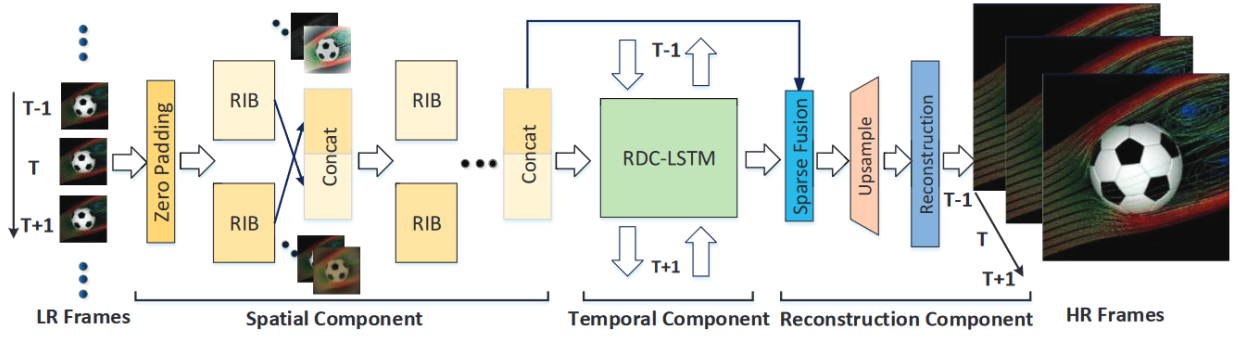 T-1
T
T+1
LR Frames
Zero Padding
RIB
RIB
Concat
RIB
RIB
Concat
Spatial Component
T-1
RDC-LSTM
T+1
Temporal Component
Sparse Fusion
Upsample
Reconstruction
Reconstruction Component
T-1
T
T+1
HR Frames